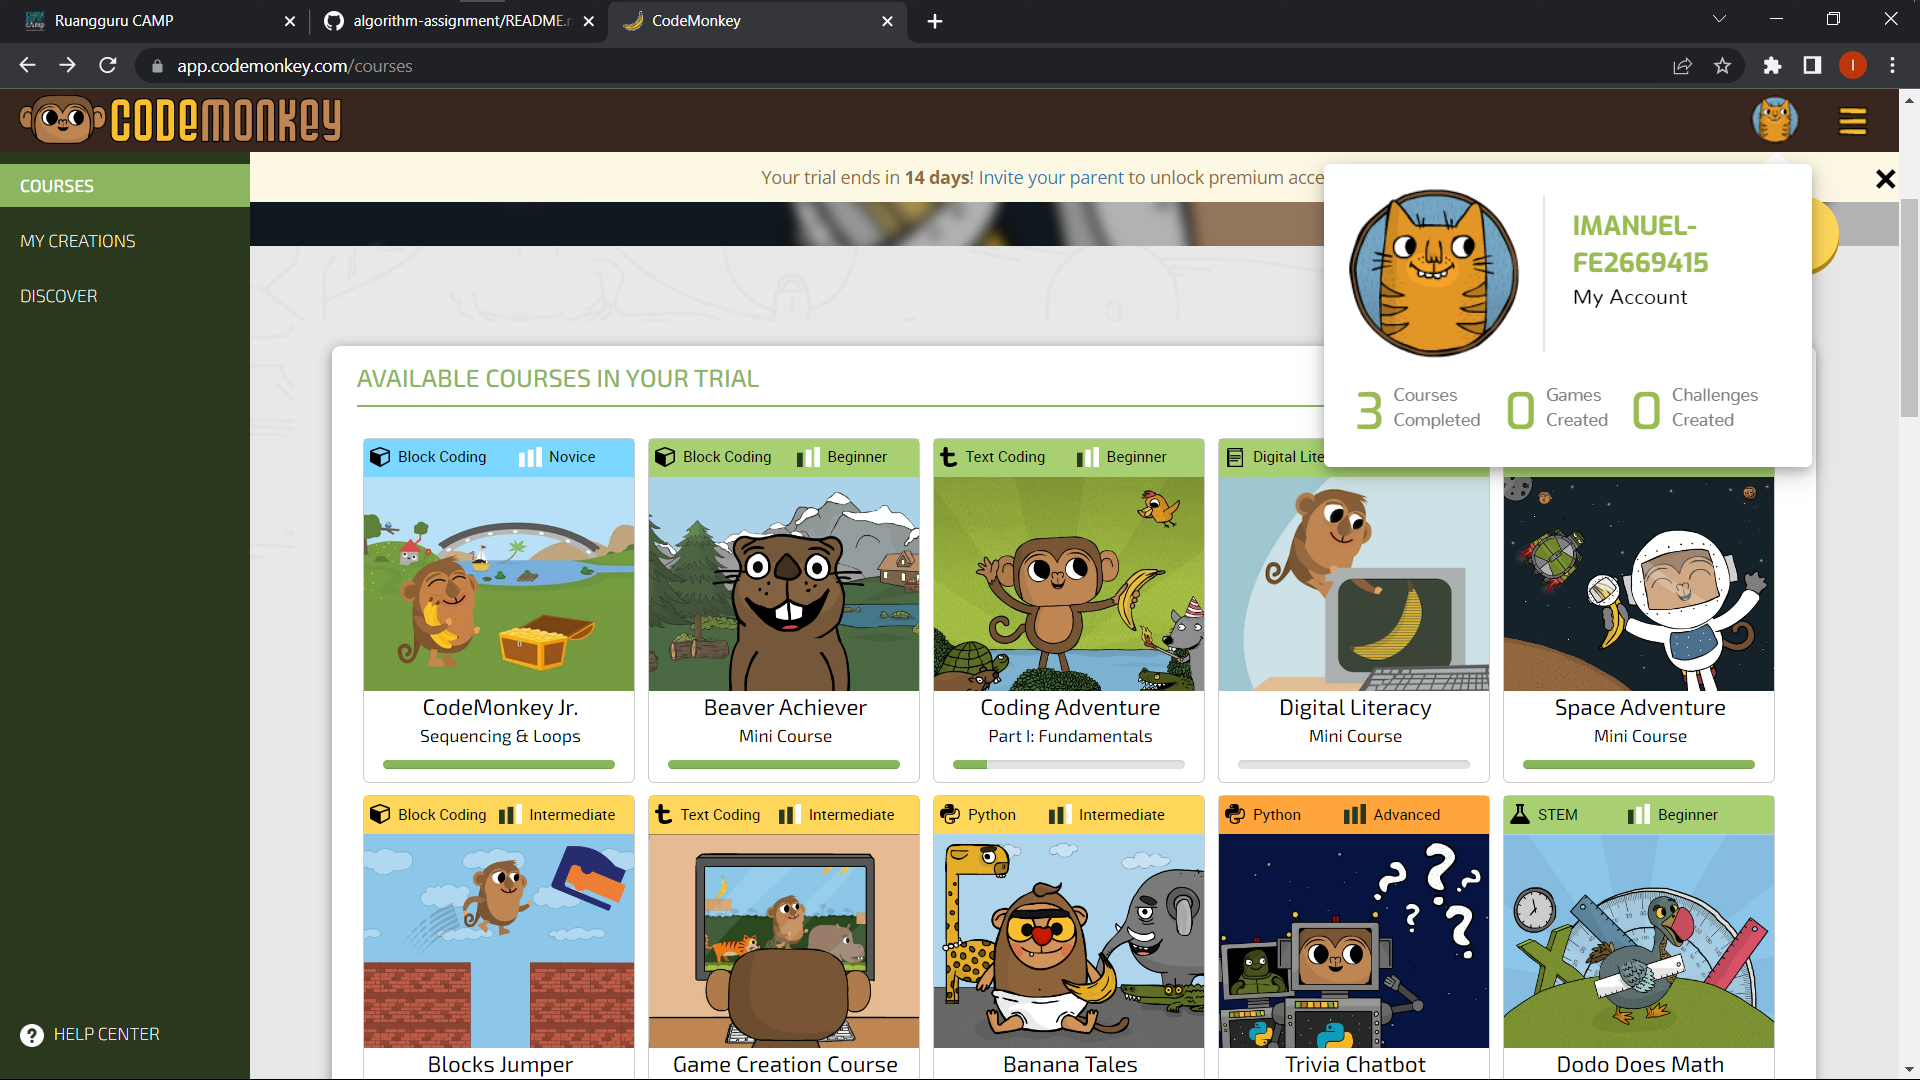 Ruangguru CAMP
algorithm-assignment/README.m
CodeMonkey
app.codemonkey.com/courses
I
CODEMONKEY
COURSES
MY CREATIONS
DISCOVER
HELP CENTER
Your trial ends in 14 days! Invite your parent to unlock premium acce
IMANUEL-
FE2669415
My Account
3 Courses Completed
0 Games Created
0 Challenges Created
AVAILABLE COURSES IN YOUR TRIAL
Block Coding Novice
CodeMonkey Jr.
Sequencing & Loops
Block Coding Beginner
Beaver Achiever
Mini Course
Text Coding Beginner
Coding Adventure
Part I: Fundamentals
Digital Lite
Digital Literacy
Mini Course
Space Adventure
Mini Course
Block Coding Intermediate
Blocks Jumper
Text Coding Intermediate
Game Creation Course
Python Intermediate
Banana Tales
Python Advanced
Trivia Chatbot
STEM Beginner
Dodo Does Math